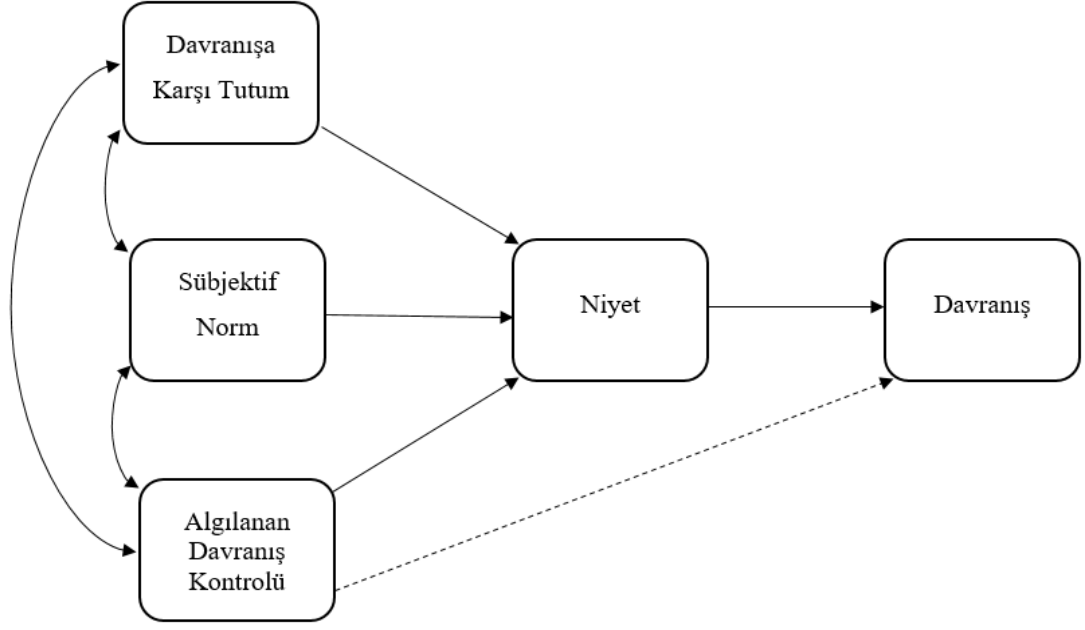 Davranışa
Karşı Tutum
Sübjektif
Norm
Niyet
Davranış
Algılanan
Davranış
Kontrolü